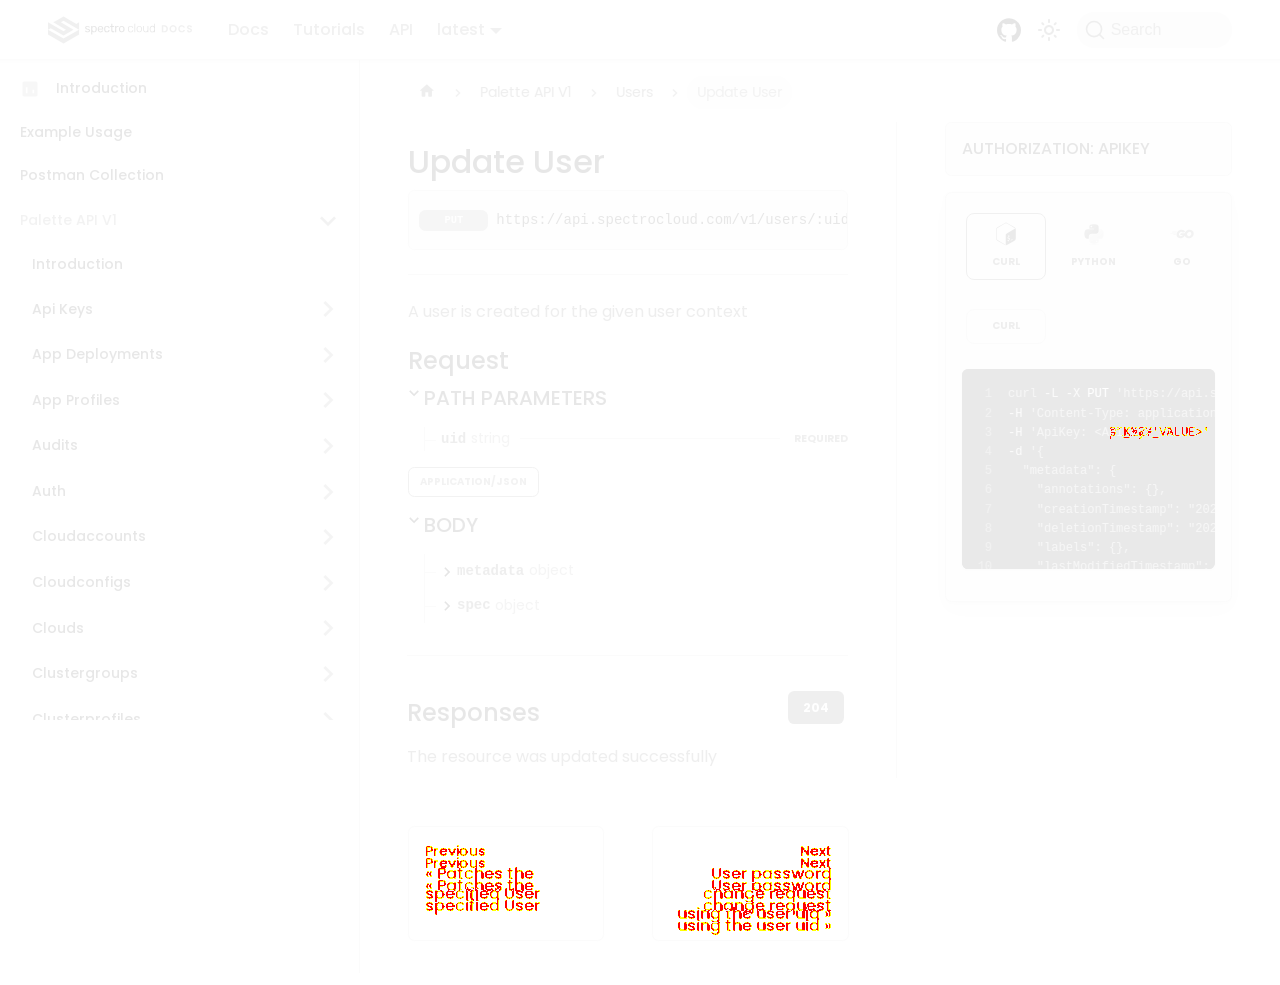 spectro cloud DOCS
Docs Tutorials API latest
Search
Introduction
Example Usage
Postman Collection
Palette API V1
Introduction
Api Keys
App Deployments
App Profiles
Audits
Auth
Cloudaccounts
Cloudconfigs
Clouds
Clustergroups
Clusterprofiles
Palette API V1 Users Update User
Update User
PUT https://api.spectrocloud.com/v1/users/:uid
A user is created for the given user context
Request
PATH PARAMETERS
uid string REQUIRED
APPLICATION/JSON
BODY
metadata object
spec object
Responses
204
The resource was updated successfully
Previous
« Patches the
specified User
Next
User password
change request
using the user uid »
AUTHORIZATION: APIKEY
CURL PYTHON GO
CURL
1 curl -L -X PUT 'https://api.s
2 -H 'Content-Type: application
3 -H 'ApiKey: _VALUE>'
4 -d '{
5 "metadata": {
6 "annotations": {},
7 "creationTimestamp": "202
8 "deletionTimestamp": "202
9 "labels": {},
10 "lastModifiedTimestamp":